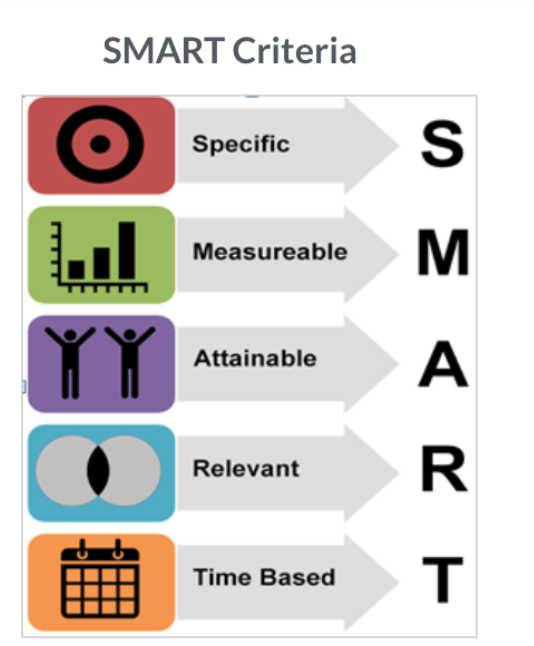 SMART Criteria
Specific S
Measureable M
Attainable A
Relevant R
Time Based T